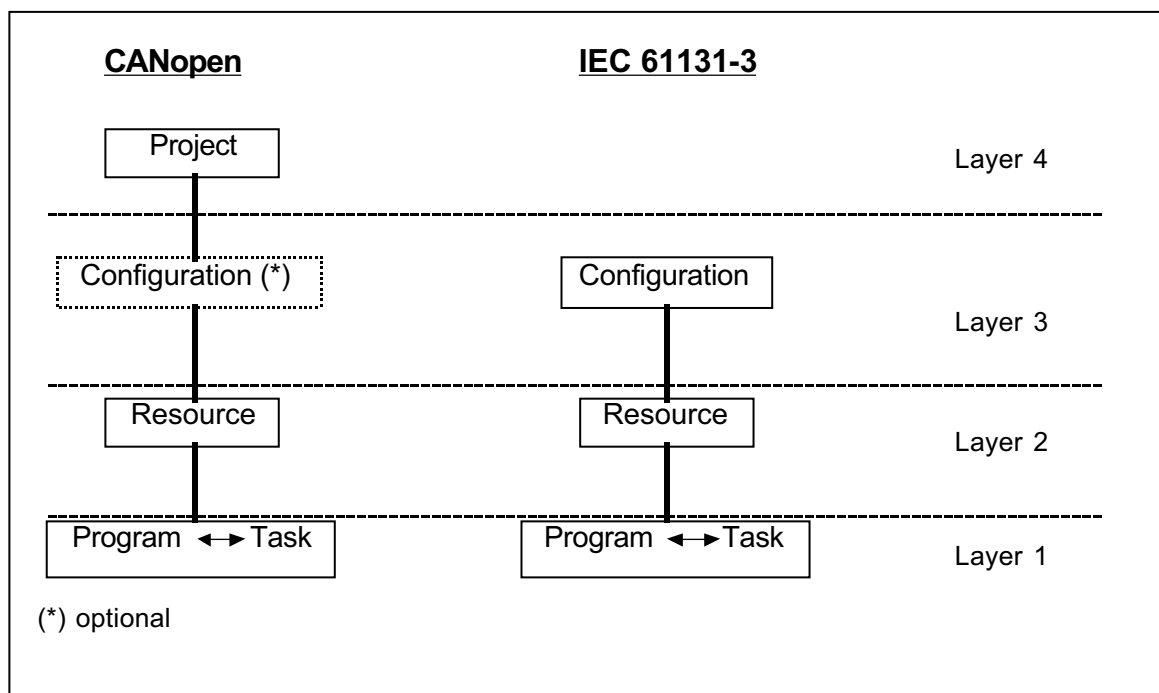 CANopen IEC 61131-3
Project
Layer 4
Configuration (*) Configuration
Layer 3
Resource Resource
Layer 2
Program Task Program Task
Layer 1
(*) optional